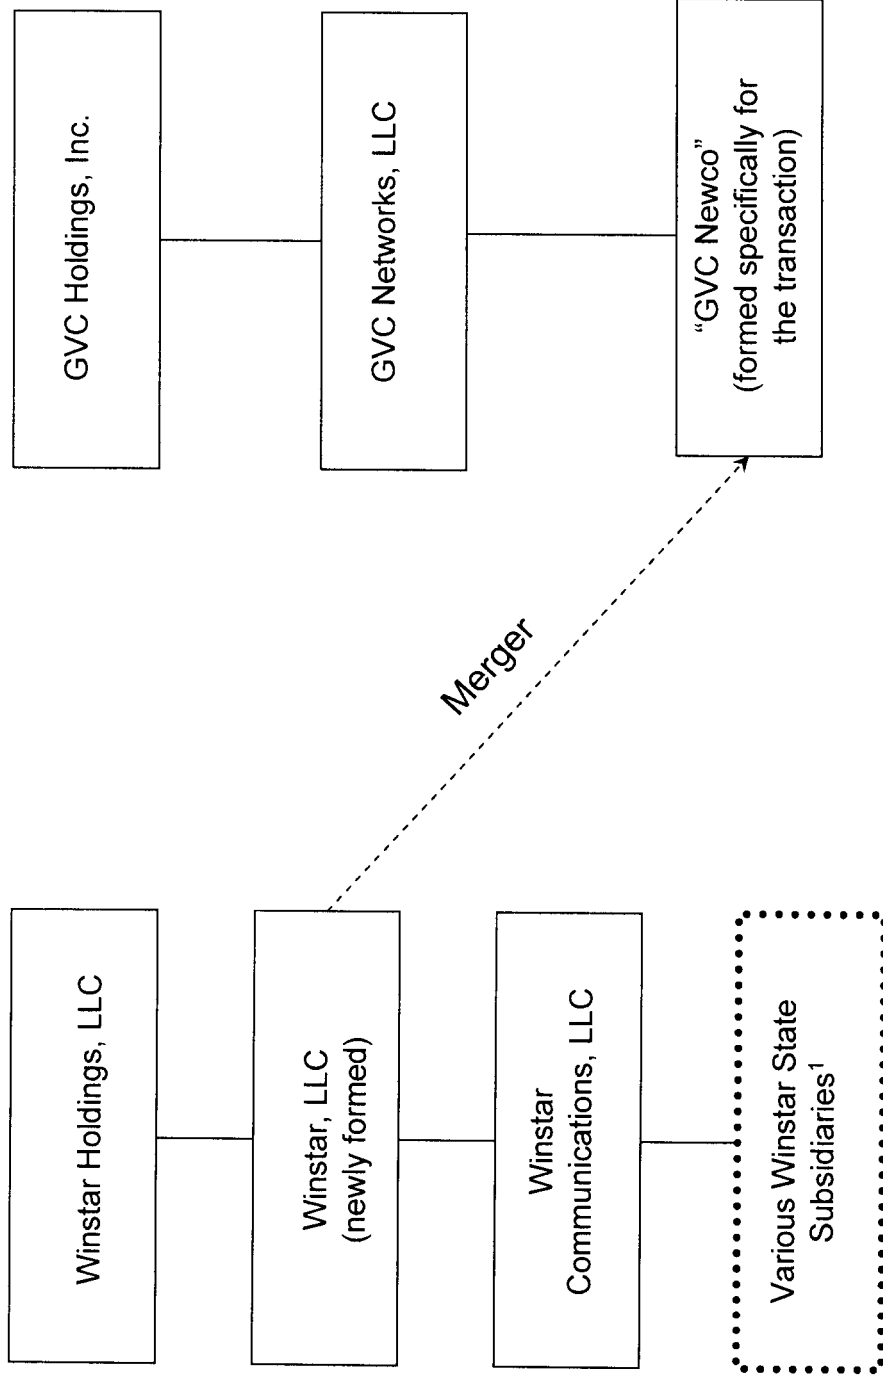 Winstar Holdings, LLC
Winstar, LLC
(newly formed)
Winstar
Communications, LLC
Various Winstar State
Subsidiaries¹
Merger
GVC Holdings, Inc.
GVC Networks, LLC
“GVC Newco”
(formed specifically for
the transaction)